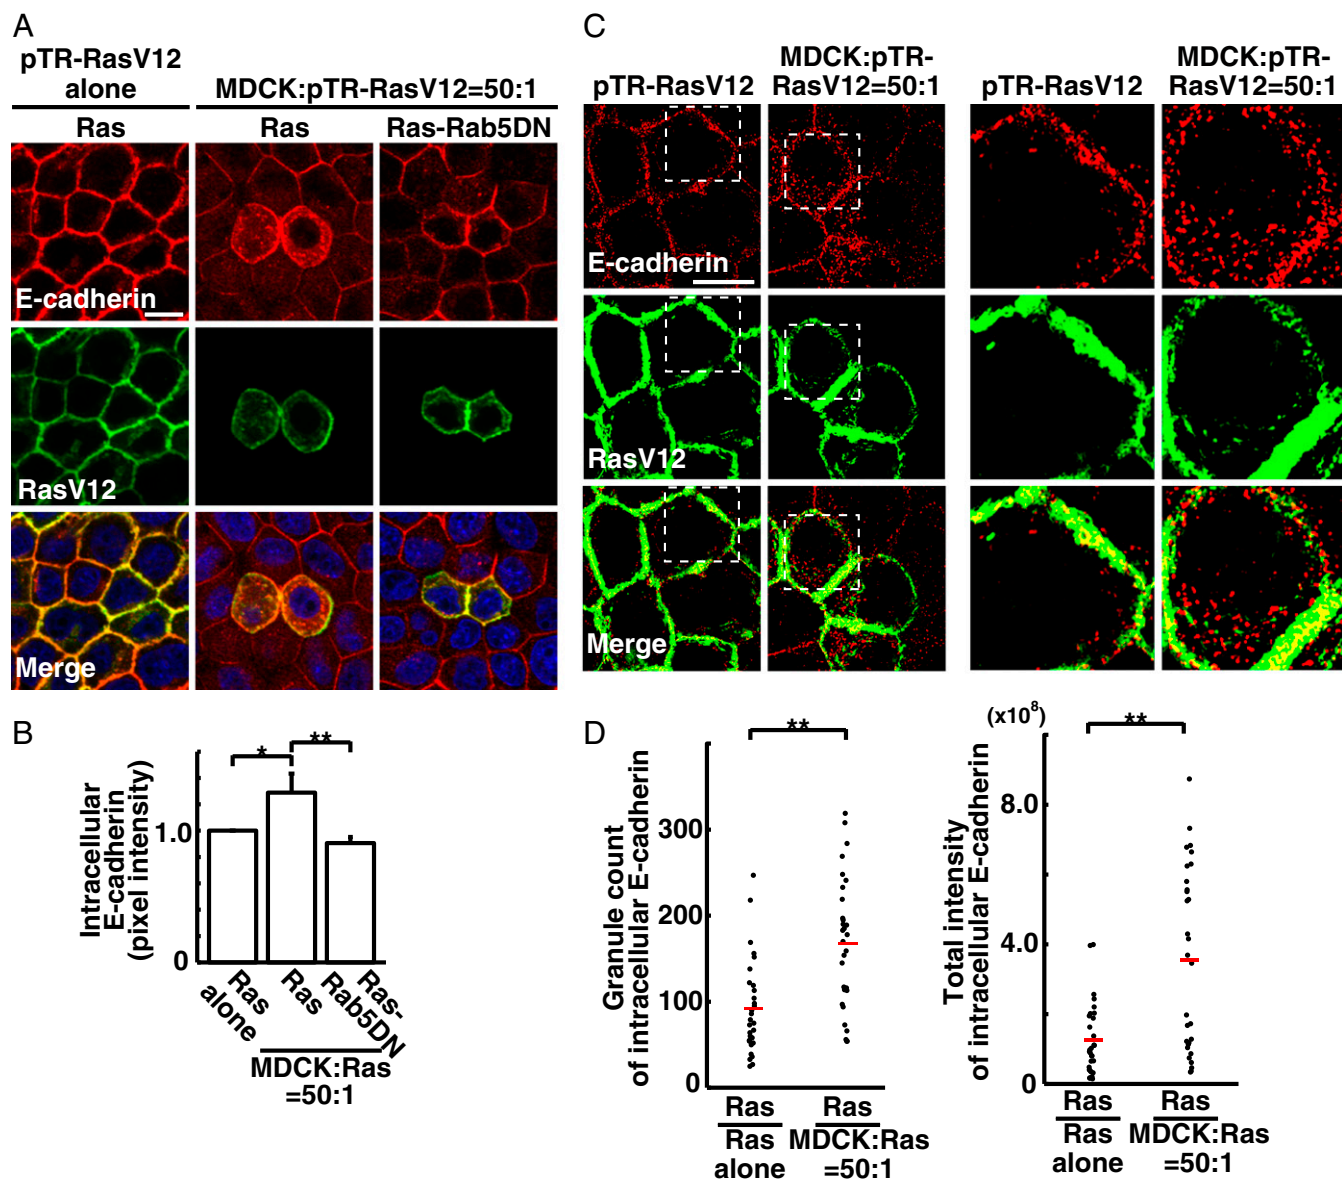 A
pTR-RasV12
alone
MDCK:pTR-RasV12=50:1
Ras
Ras
Ras-Rab5DN
E-cadherin
RasV12
Merge
B
Intracellular
E-cadherin
(pixel intensity)
1.0
0
*
**
Ras
alone
Ras
Ras-
Rab5DN
MDCK:Ras
=50:1
C
pTR-RasV12
MDCK:pTR-
RasV12=50:1
pTR-RasV12
MDCK:pTR-
RasV12=50:1
E-cadherin
RasV12
Merge
D
Granule count
of intracellular E-cadherin
300
200
100
0
**
Ras
Ras
alone
Ras
MDCK:Ras
=50:1
(x10⁸)
Total intensity
of intracellular E-cadherin
8.0
4.0
0
**
Ras
Ras
alone
Ras
MDCK:Ras
=50:1